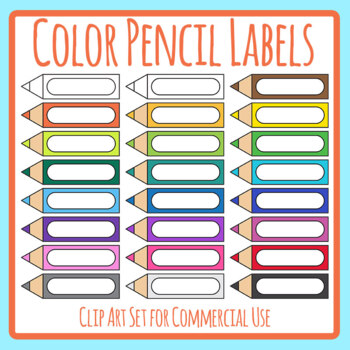 Color Pencil Labels
Clip Art Set for Commercial Use